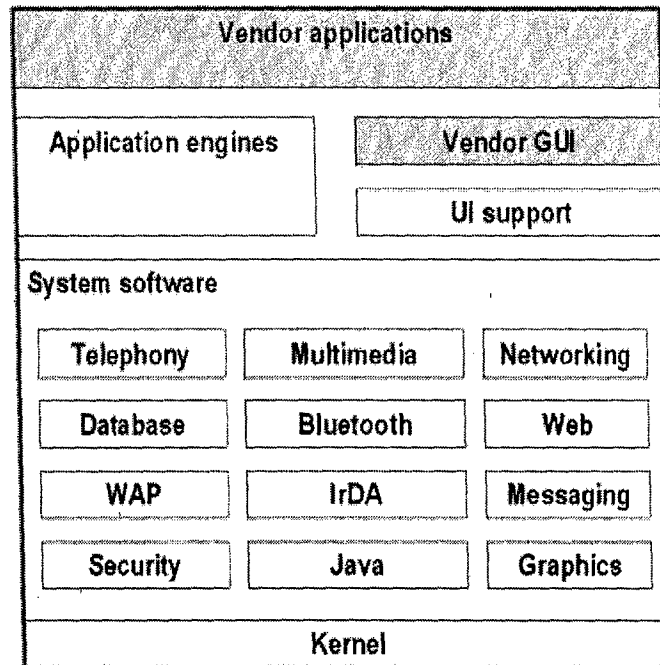 Vendor applications
Application engines
Vendor GUI
UI support
System software
Telephony
Multimedia
Networking
Database
Bluetooth
Web
WAP
IrDA
Messaging
Security
Java
Graphics
Kernel